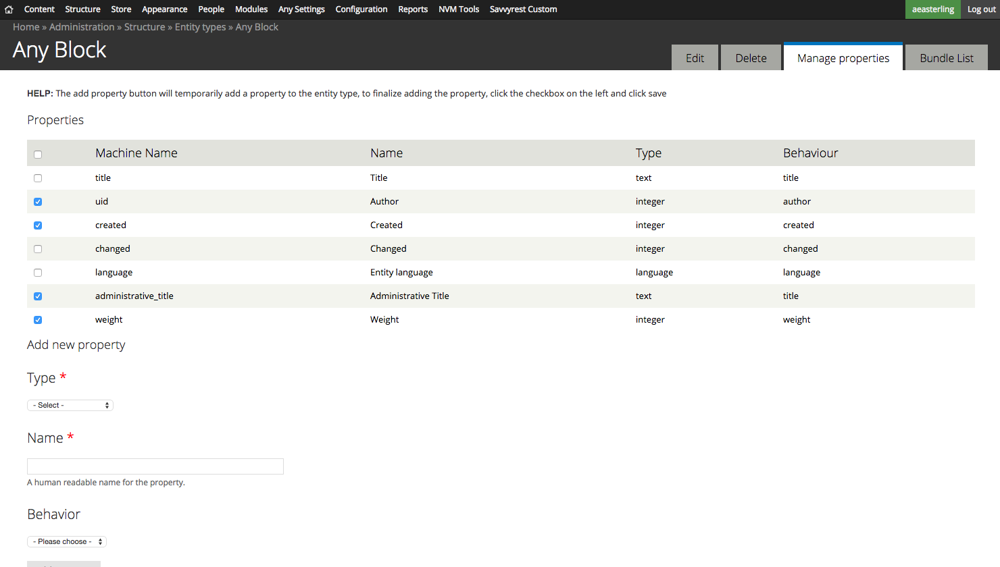 Content Structure Store Appearance People Modules Any Settings Configuration Reports NVM Tools Savvyrest Custom aeasterling Log out
Home » Administration » Structure » Entity types » Any Block
Any Block
Edit Delete Manage properties Bundle List
HELP: The add property button will temporarily add a property to the entity type, to finalize adding the property, click the checkbox on the left and click save
Properties
Machine Name Name Type Behaviour
title Title text title
uid Author integer author
created Created integer created
changed Changed integer changed
language Entity language language language
administrative_title Administrative Title text title
weight Weight integer weight
Add new property
Type *
- Select -
Name *
A human readable name for the property.
Behavior
- Please choose -